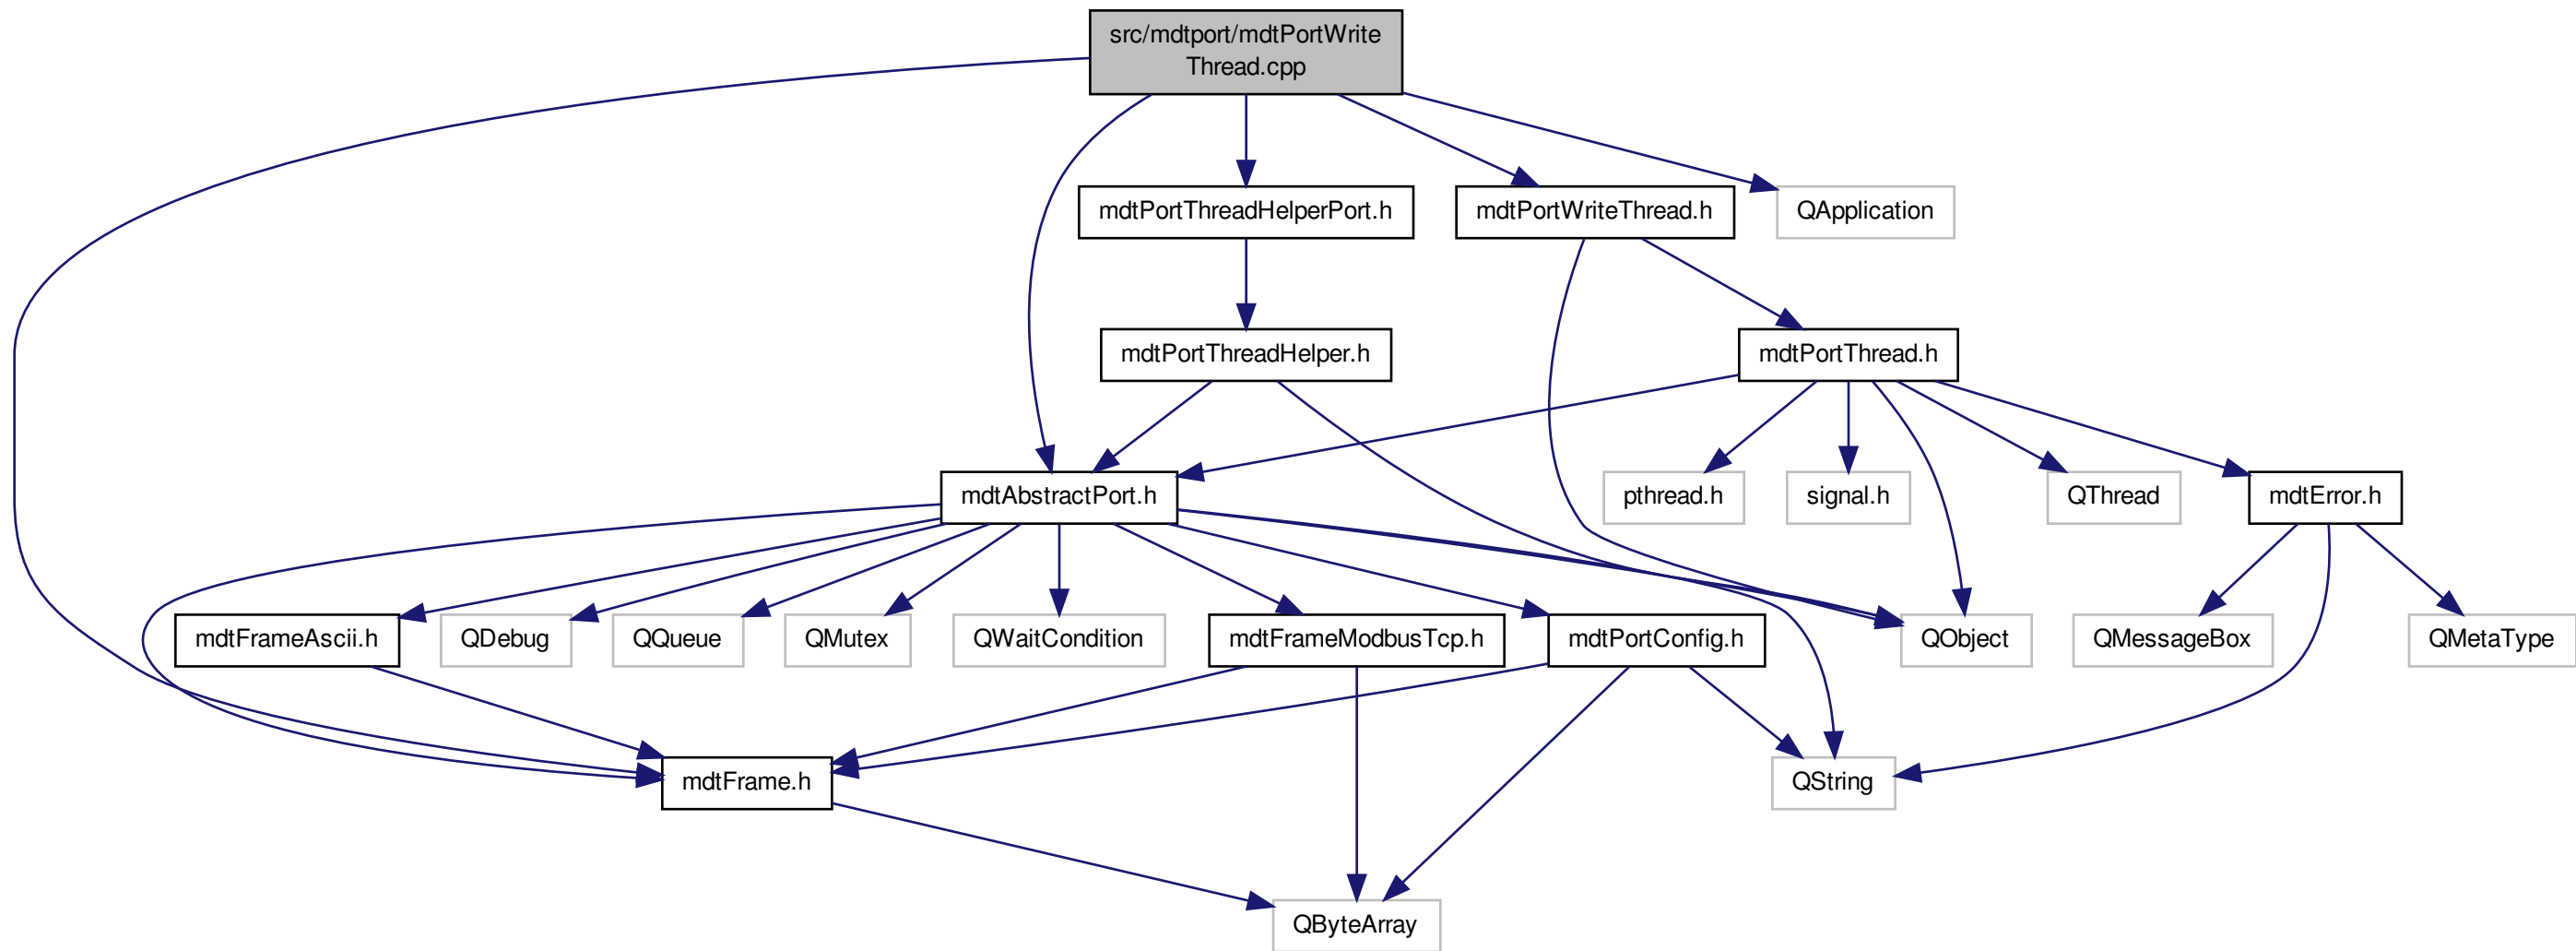 src/mdtport/mdtPortWrite
Thread.cpp
mdtPortThreadHelperPort.h
mdtPortWriteThread.h
QApplication
mdtPortThreadHelper.h
mdtPortThread.h
mdtAbstractPort.h
pthread.h
signal.h
QThread
mdtError.h
mdtFrameAscii.h
QDebug
QQueue
QMutex
QWaitCondition
mdtFrameModbusTcp.h
mdtPortConfig.h
QObject
QMessageBox
QMetaType
mdtFrame.h
QString
QByteArray